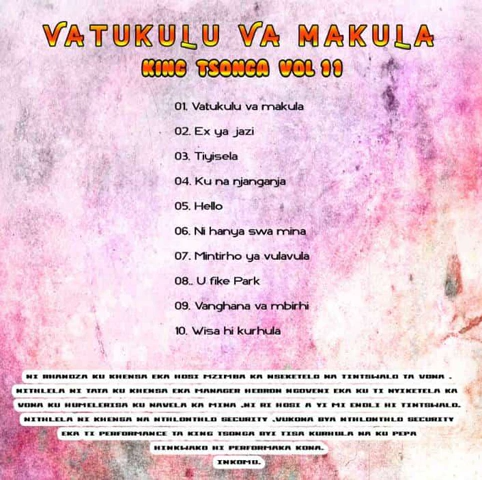 VATUKULU VA MAKULA
KING TSONGA VOL 11
01. Vatukulu va makula
02. Ex ya jazi
03. Tiyisela
04. Ku na njanganja
05. Hello
06. Ni hanya swa mina
07. Mintirho ya vulavula
08.. U fike Park
09. Vanghana va mbirhi
10. Wisa hi kurhula
NI RHANDZA KU KHENSA EKA HOSI MZIMBA KA NSEKETELO NA TINTSWALO TA VONA .
NITHLELA NI TATA KU KHENSA EKA MANAGER HEBRON NGOVENI EKA KU TI NYIKETELA KA
VONA KU HUMELERISA KU NAVELA KA MINA ,NI RI HOSI A YI MI ENGLI HI TINTSWALO.
NITHLELA NI KHENSA NA NTHLONTHLO SECURITY ,VUKONA BYA NTHLONTHLO SECURITY
EKA TI PERFORMANCE TA KING TSONGA BYI TISA KURHULA NA KU PEPA
HINKWAKO HI PERFORMAKA KONA.
INKOMU.